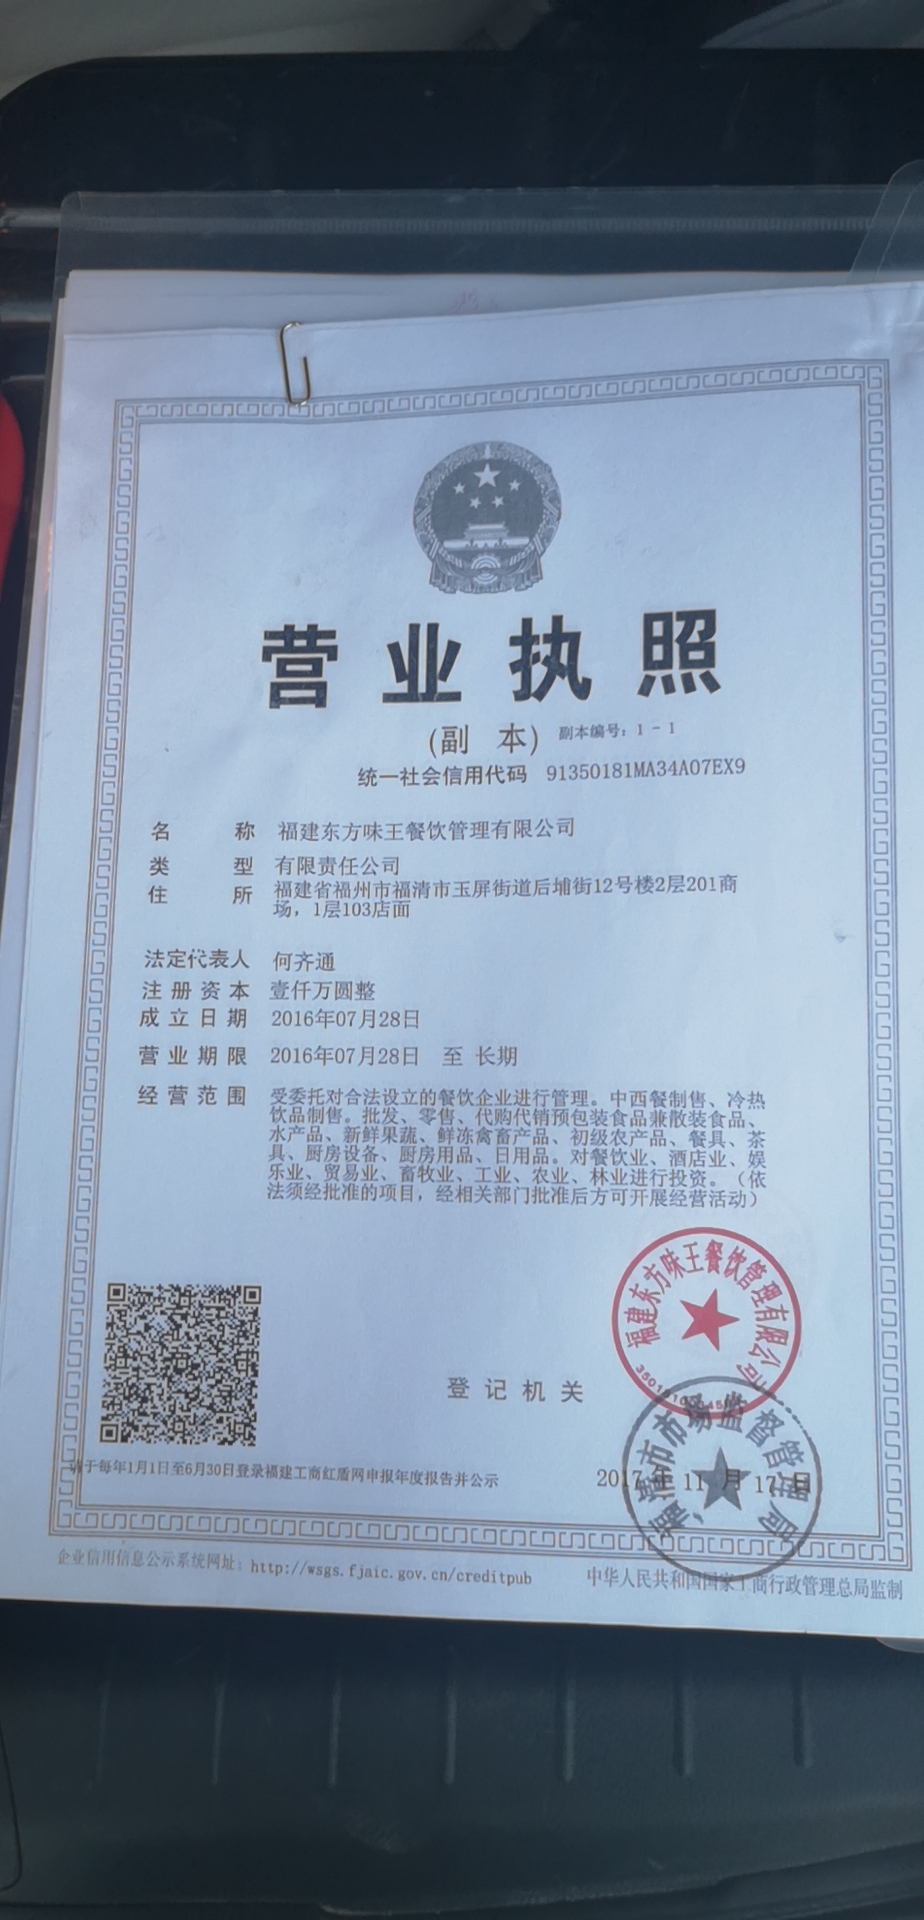 营业执照
(副 本) 副本编号：1－1
统一社会信用代码 91350181MA34A07EX9
名称 福建东方味王餐饮管理有限公司
类型 有限责任公司
住所 福建省福州市福清市玉屏街道后埔街12号楼2层201商
场，1层103店面
法定代表人 何齐通
注册资本 壹仟万圆整
成立日期 2016年07月28日
营业期限 2016年07月28日 至 长期
经营范围 受委托对合法设立的餐饮企业进行管理。中西餐制售、冷热
饮品制售。批发、零售、代购代销预包装食品兼散装食品、
水产品、新鲜果蔬、鲜冻禽畜产品、初级农产品、餐具、茶
具、厨房设备、厨房用品、日用品。对餐饮业、酒店业、娱
乐业、贸易业、畜牧业、工业、农业、林业进行投资。（依
法须经批准的项目，经相关部门批准后方可开展经营活动）
福建东方味王餐饮管理有限公司
登记机关
福清市市场监督管理局
2017年11月17日
请于每年1月1日至6月30日登录福建工商红盾网申报年度报告并公示
企业信用信息公示系统网址：http://wsgs.fjaic.gov.cn/creditpub
中华人民共和国国家工商行政管理总局监制